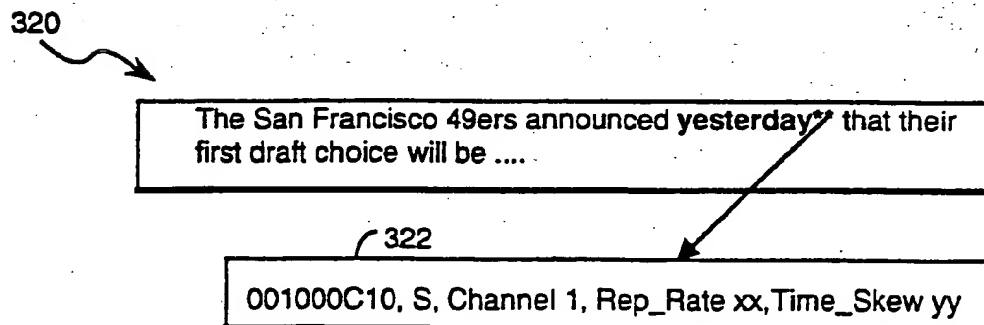 320
The San Francisco 49ers announced yesterday** that their
first draft choice will be ....
322
001000C10, S, Channel 1, Rep_Rate xx,Time_Skew yy